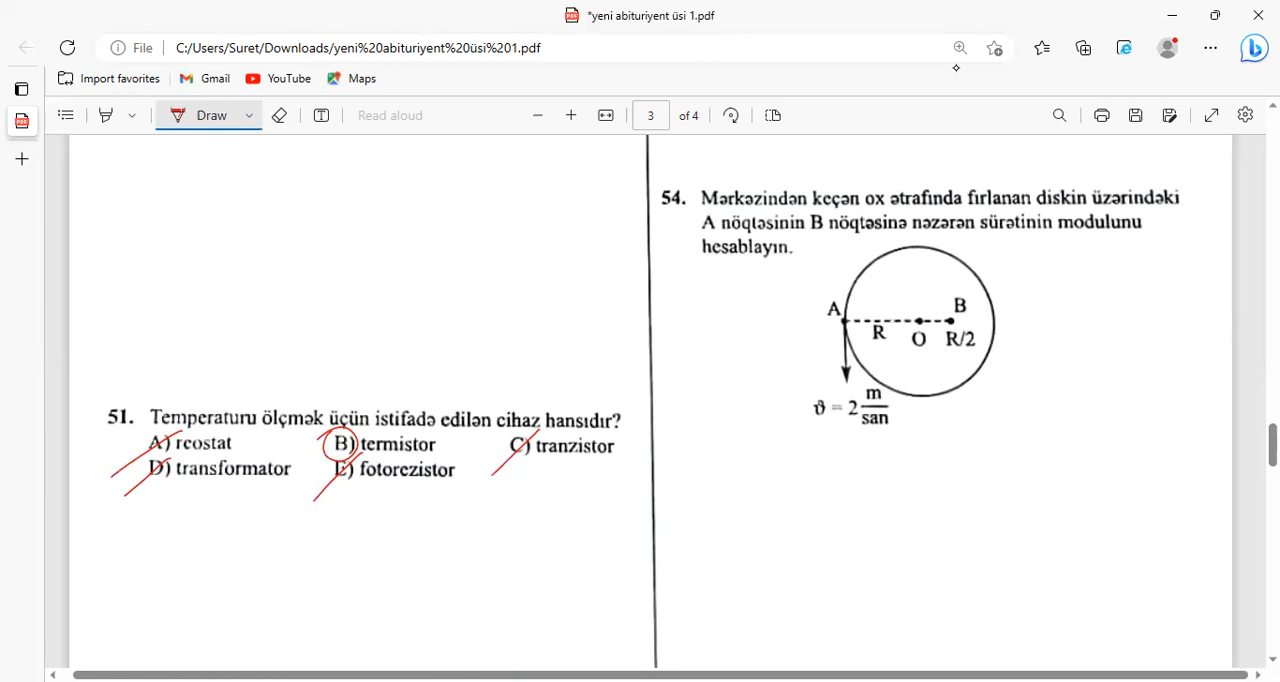 *yeni abituriyent üsi 1.pdf
File C:/Users/Suret/Downloads/yeni%20abituriyent%20üsi%201.pdf
Import favorites Gmail YouTube Maps
Draw Read aloud 3 of 4
54. Mərkəzindən keçən ox ətrafında fırlanan diskin üzərindəki
A nöqtəsinin B nöqtəsinə nəzərən sürətinin modulunu
hesablayın.
A B
R O R/2
ϑ = 2 m/san
51. Temperaturu ölçmək üçün istifadə edilən cihaz hansıdır?
A) reostat B) termistor C) tranzistor
D) transformator E) fotorezistor